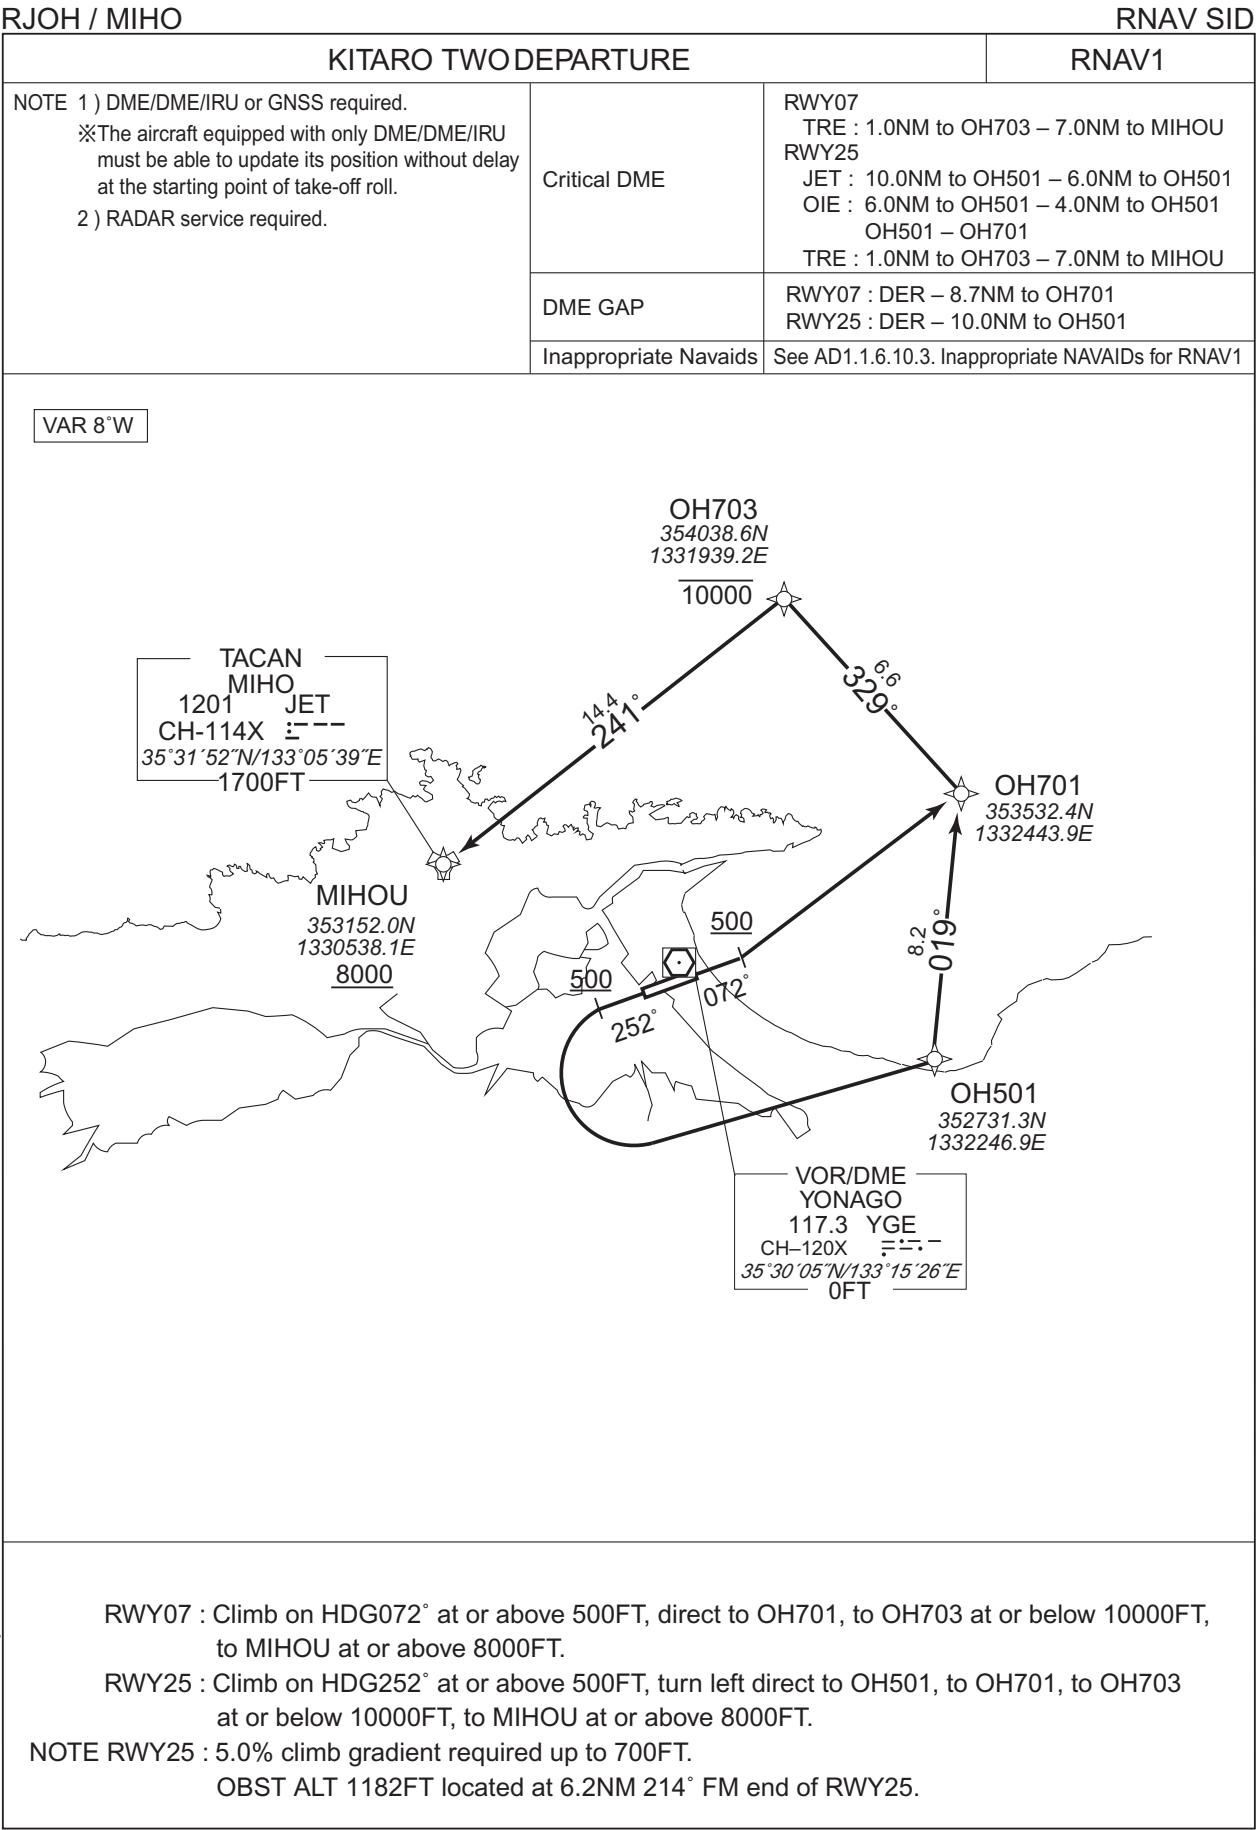 RJOH / MIHO
RNAV SID
KITARO TWO DEPARTURE
RNAV1
NOTE 1 ) DME/DME/IRU or GNSS required.
※The aircraft equipped with only DME/DME/IRU
must be able to update its position without delay
at the starting point of take-off roll.
2 ) RADAR service required.
Critical DME
RWY07
TRE : 1.0NM to OH703 – 7.0NM to MIHOU
RWY25
JET : 10.0NM to OH501 – 6.0NM to OH501
OIE : 6.0NM to OH501 – 4.0NM to OH501
OH501 – OH701
TRE : 1.0NM to OH703 – 7.0NM to MIHOU
DME GAP
RWY07 : DER – 8.7NM to OH701
RWY25 : DER – 10.0NM to OH501
Inappropriate Navaids
See AD1.1.6.10.3. Inappropriate NAVAIDs for RNAV1
VAR 8˚W
OH703
354038.6N
1331939.2E
10000
TACAN
MIHO
1201 JET
CH-114X
35˚31´52˝N/133˚05´39˝E
1700FT
14.4
241˚
6.6
329˚
OH701
353532.4N
1332443.9E
MIHOU
353152.0N
1330538.1E
8000
500
500
072˚
252˚
8.2
019˚
OH501
352731.3N
1332246.9E
VOR/DME
YONAGO
117.3 YGE
CH–120X
35˚30´05˝N/133˚15´26˝E
0FT
RWY07 : Climb on HDG072˚ at or above 500FT, direct to OH701, to OH703 at or below 10000FT,
to MIHOU at or above 8000FT.
RWY25 : Climb on HDG252˚ at or above 500FT, turn left direct to OH501, to OH701, to OH703
at or below 10000FT, to MIHOU at or above 8000FT.
NOTE RWY25 : 5.0% climb gradient required up to 700FT.
OBST ALT 1182FT located at 6.2NM 214˚ FM end of RWY25.